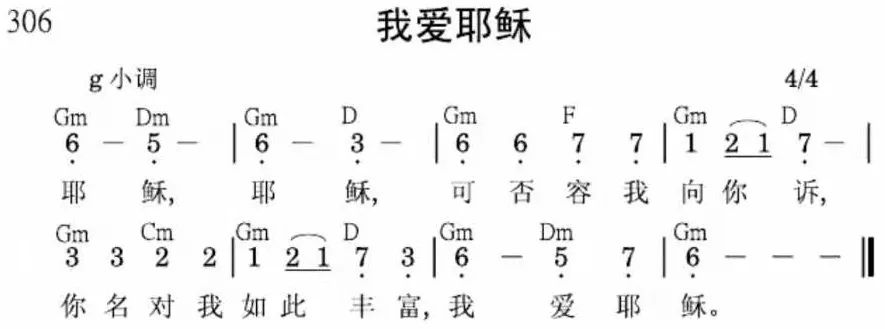 306
我爱耶稣
g 小调 4/4
Gm Dm Gm D Gm F Gm D
6 – 5 – | 6 – 3 – | 6 6 7 7 | 1 2 1 7 – |
耶 稣, 耶 稣, 可 否 容 我 向 你 诉,
Gm Cm Gm D Gm Dm Gm
3 3 2 2 | 1 2 1 7 3 | 6 – 5 7 | 6 – – – ‖
你 名 对 我 如 此 丰 富, 我 爱 耶 稣。